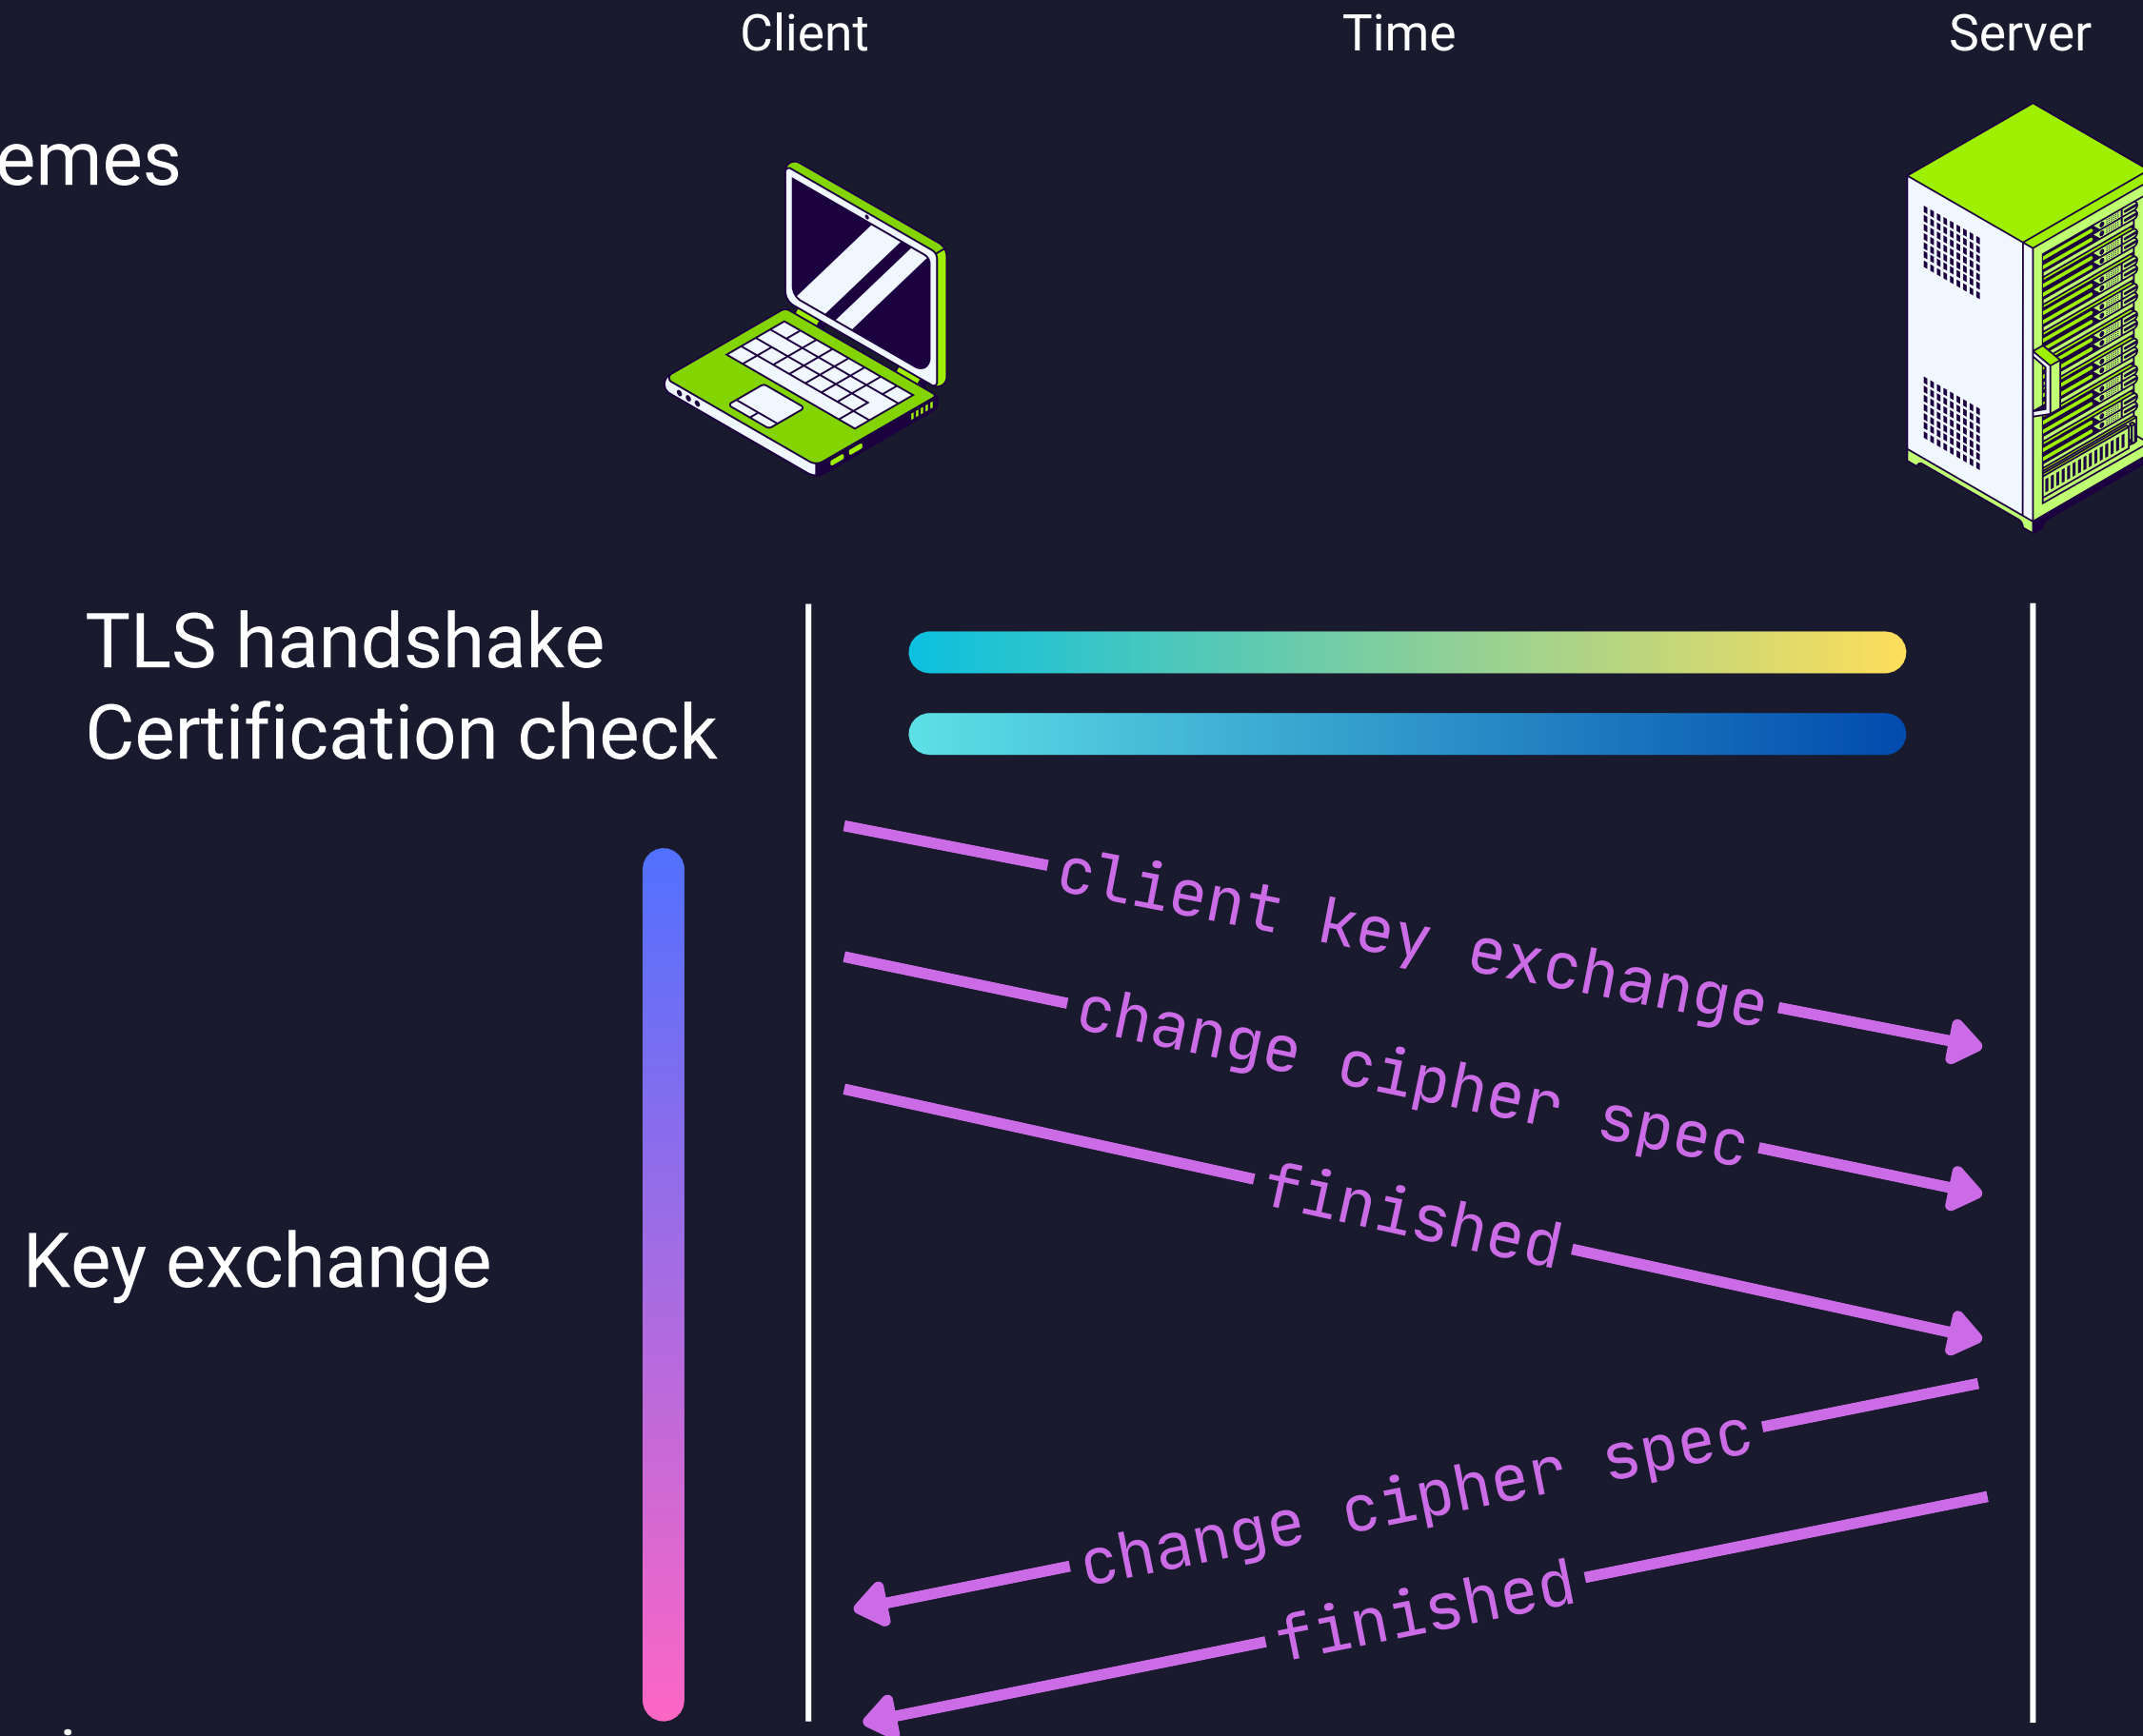 Client
Time
Server
emes
TLS handshake
Certification check
client key exchange
change cipher spec
finished
Key exchange
change cipher spec
finished